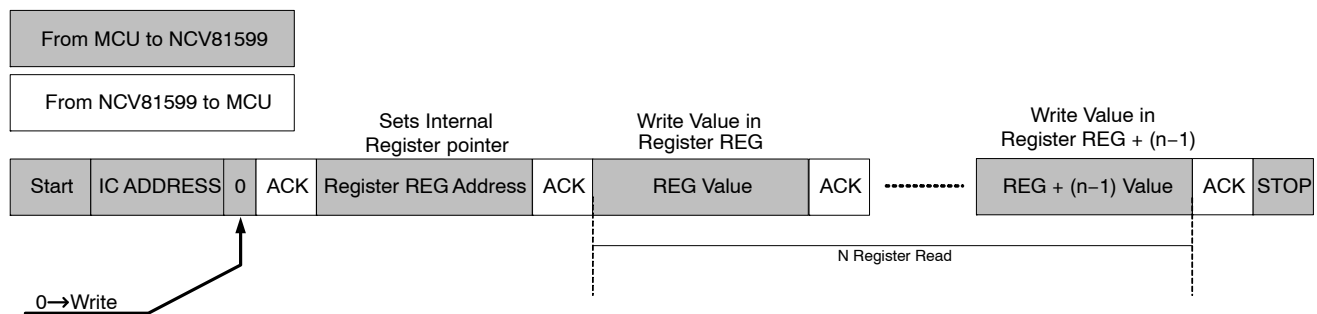 From MCU to NCV81599
From NCV81599 to MCU
Sets Internal
Register pointer
Write Value in
Register REG
Write Value in
Register REG + (n−1)
Start IC ADDRESS 0 ACK Register REG Address ACK REG Value ACK REG + (n−1) Value ACK STOP
N Register Read
0→Write